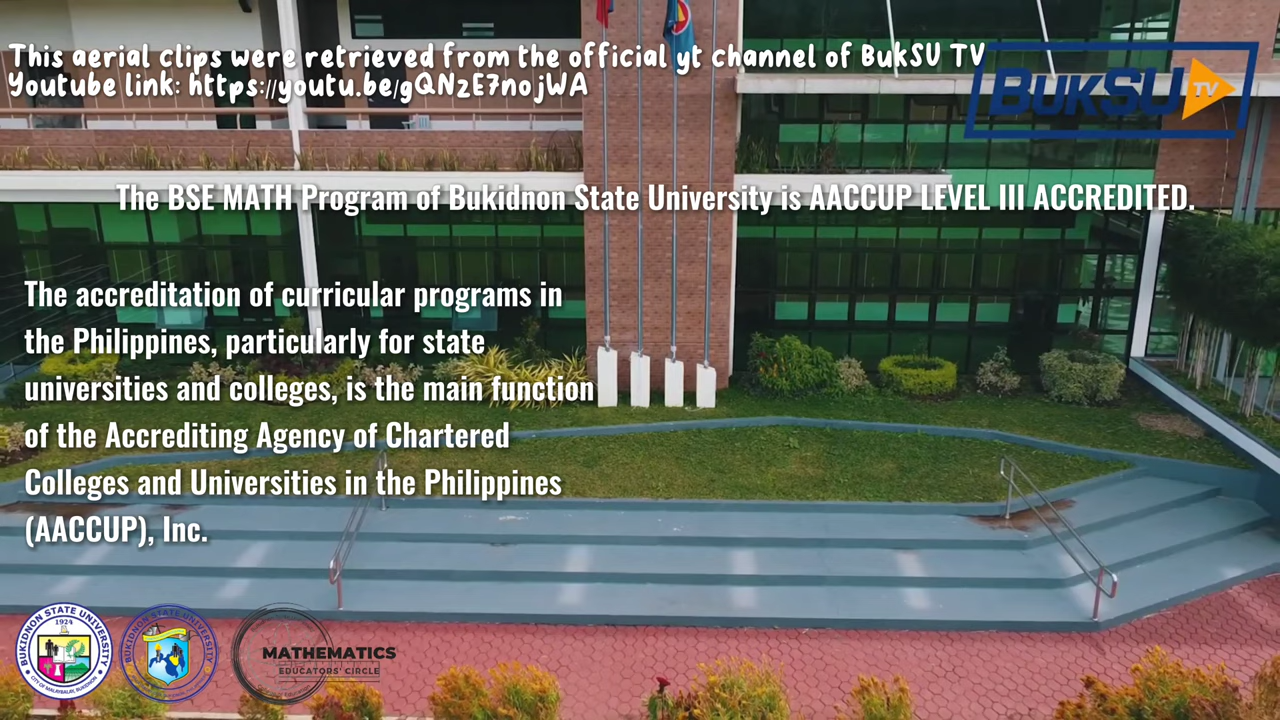 This aerial clips were retrieved from the official yt channel of BukSU TV
Youtube link: https://youtu.be/gQN2E7nojWA
BUKSU TV
The BSE MATH Program of Bukidnon State University is AACCUP LEVEL III ACCREDITED.
The accreditation of curricular programs in
the Philippines, particularly for state
universities and colleges, is the main function
of the Accrediting Agency of Chartered
Colleges and Universities in the Philippines
(AACCUP), Inc.
BUKIDNON STATE UNIVERSITY
1924
CITY OF MALAYBALAY, BUKIDNON
BUKIDNON STATE UNIVERSITY
MATHEMATICS
EDUCATORS' CIRCLE